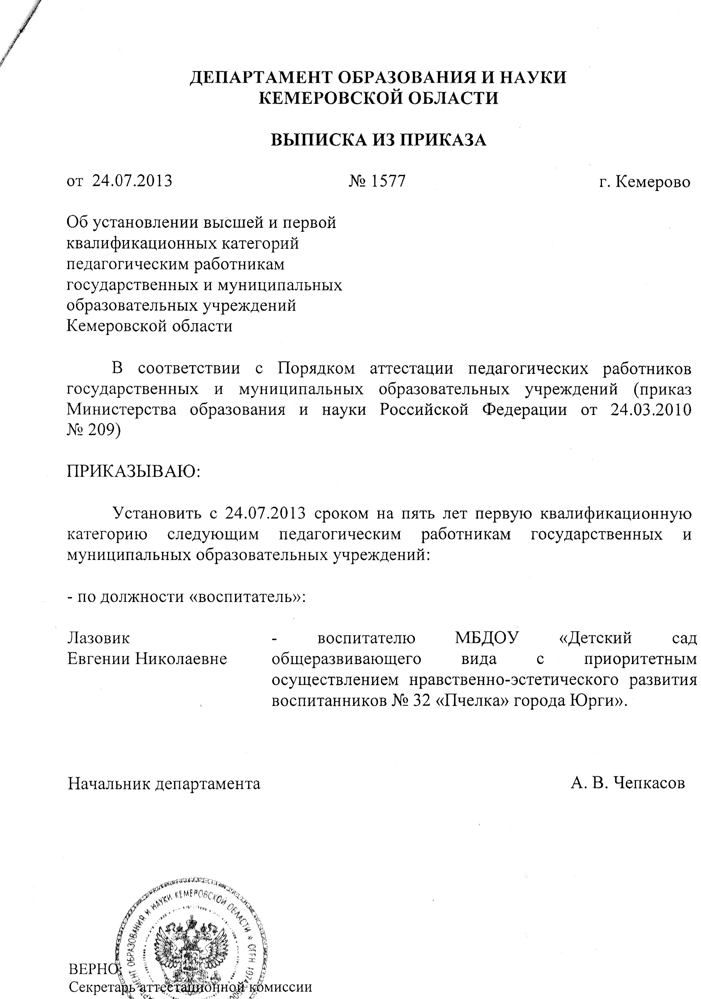 ДЕПАРТАМЕНТ ОБРАЗОВАНИЯ И НАУКИ
КЕМЕРОВСКОЙ ОБЛАСТИ
ВЫПИСКА ИЗ ПРИКАЗА
от 24.07.2013 № 1577 г. Кемерово
Об установлении высшей и первой
квалификационных категорий
педагогическим работникам
государственных и муниципальных
образовательных учреждений
Кемеровской области
В соответствии с Порядком аттестации педагогических работников
государственных и муниципальных образовательных учреждений (приказ
Министерства образования и науки Российской Федерации от 24.03.2010
№ 209)
ПРИКАЗЫВАЮ:
Установить с 24.07.2013 сроком на пять лет первую квалификационную
категорию следующим педагогическим работникам государственных и
муниципальных образовательных учреждений:
- по должности «воспитатель»:
Лазовик - воспитателю МБДОУ «Детский сад
Евгении Николаевне общеразвивающего вида с приоритетным
осуществлением нравственно-эстетического развития
воспитанников № 32 «Пчелка» города Юрги».
Начальник департамента А. В. Чепкасов
ОБРАЗОВАНИЯ И НАУКИ КЕМЕРОВСКОЙ ОБЛАСТИ * ОГРН
ВЕРНО:
Секретарь аттестационной комиссии